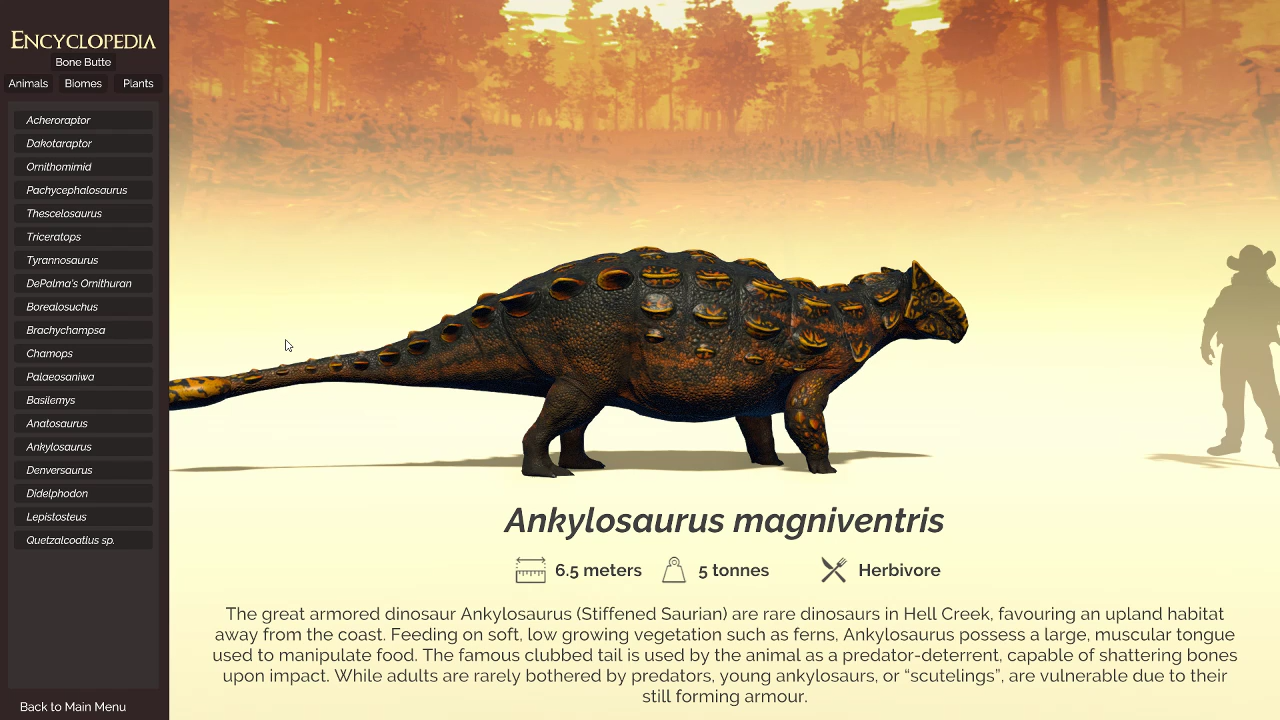 ENCYCLOPEDIA
Bone Butte
Animals Biomes Plants
Acheroraptor
Dakotaraptor
Ornithomimid
Pachycephalosaurus
Thescelosaurus
Triceratops
Tyrannosaurus
DePalma's Ornithuran
Borealosuchus
Brachychampsa
Chamops
Palaeosaniwa
Basilemys
Anatosaurus
Ankylosaurus
Denversaurus
Didelphodon
Lepistosteus
Quetzalcoatlus sp.
Back to Main Menu
Ankylosaurus magniventris
6.5 meters 5 tonnes Herbivore
The great armored dinosaur Ankylosaurus (Stiffened Saurian) are rare dinosaurs in Hell Creek, favouring an upland habitat
away from the coast. Feeding on soft, low growing vegetation such as ferns, Ankylosaurus possess a large, muscular tongue
used to manipulate food. The famous clubbed tail is used by the animal as a predator-deterrent, capable of shattering bones
upon impact. While adults are rarely bothered by predators, young ankylosaurs, or “scutelings”, are vulnerable due to their
still forming armour.